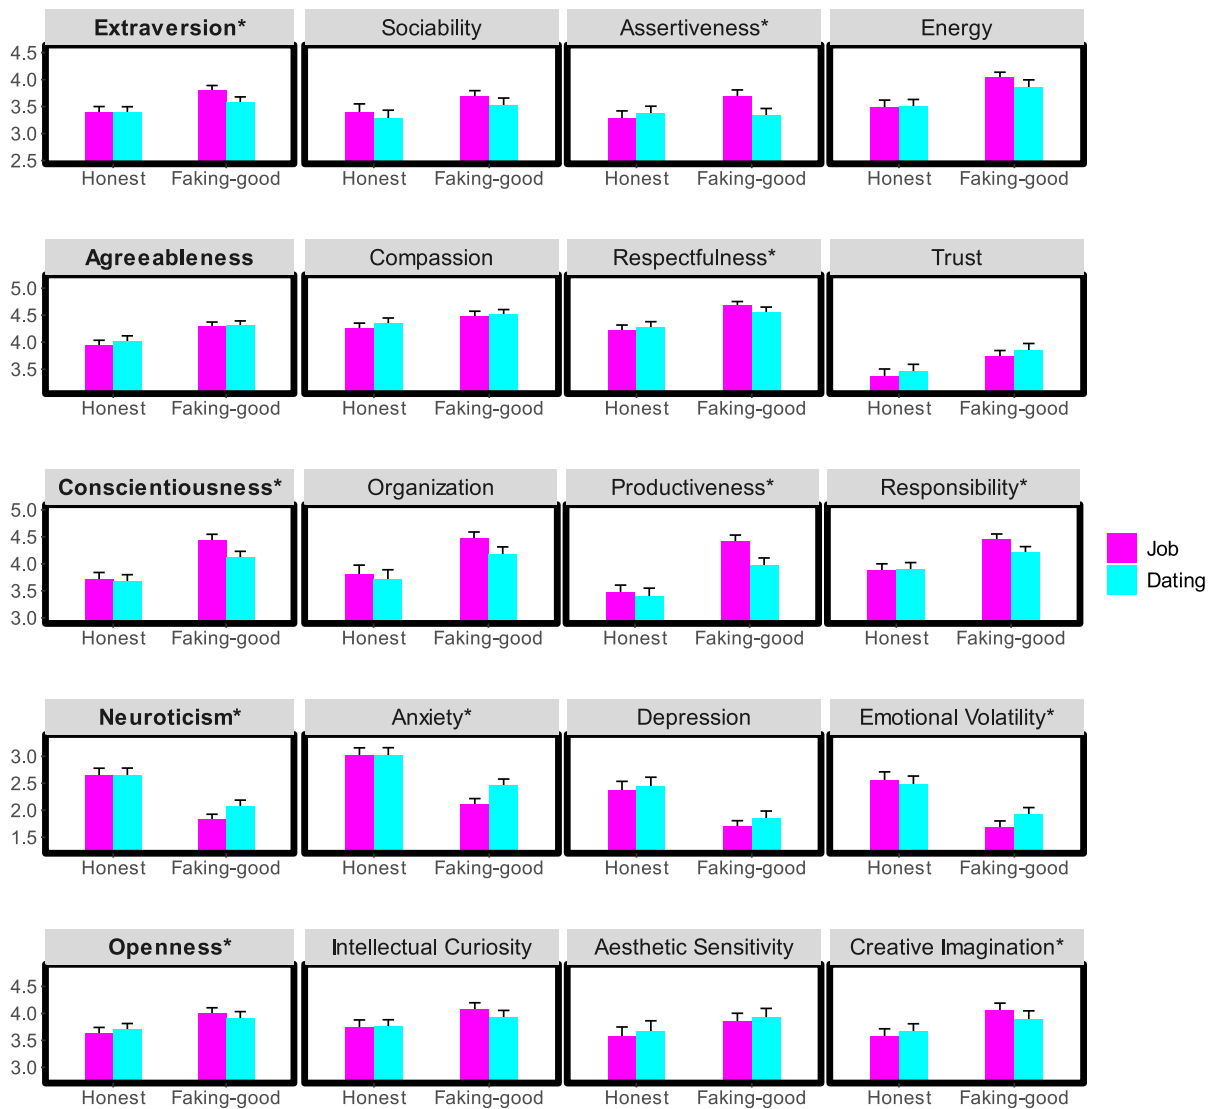 Extraversion* Sociability Assertiveness* Energy
4.5
4.0
3.5
3.0
2.5
Honest Faking-good Honest Faking-good Honest Faking-good Honest Faking-good
Agreeableness Compassion Respectfulness* Trust
5.0
4.5
4.0
3.5
Honest Faking-good Honest Faking-good Honest Faking-good Honest Faking-good
Conscientiousness* Organization Productiveness* Responsibility*
5.0
4.5
4.0
3.5
3.0
Job
Dating
Honest Faking-good Honest Faking-good Honest Faking-good Honest Faking-good
Neuroticism* Anxiety* Depression Emotional Volatility*
3.0
2.5
2.0
1.5
Honest Faking-good Honest Faking-good Honest Faking-good Honest Faking-good
Openness* Intellectual Curiosity Aesthetic Sensitivity Creative Imagination*
4.5
4.0
3.5
3.0
Honest Faking-good Honest Faking-good Honest Faking-good Honest Faking-good